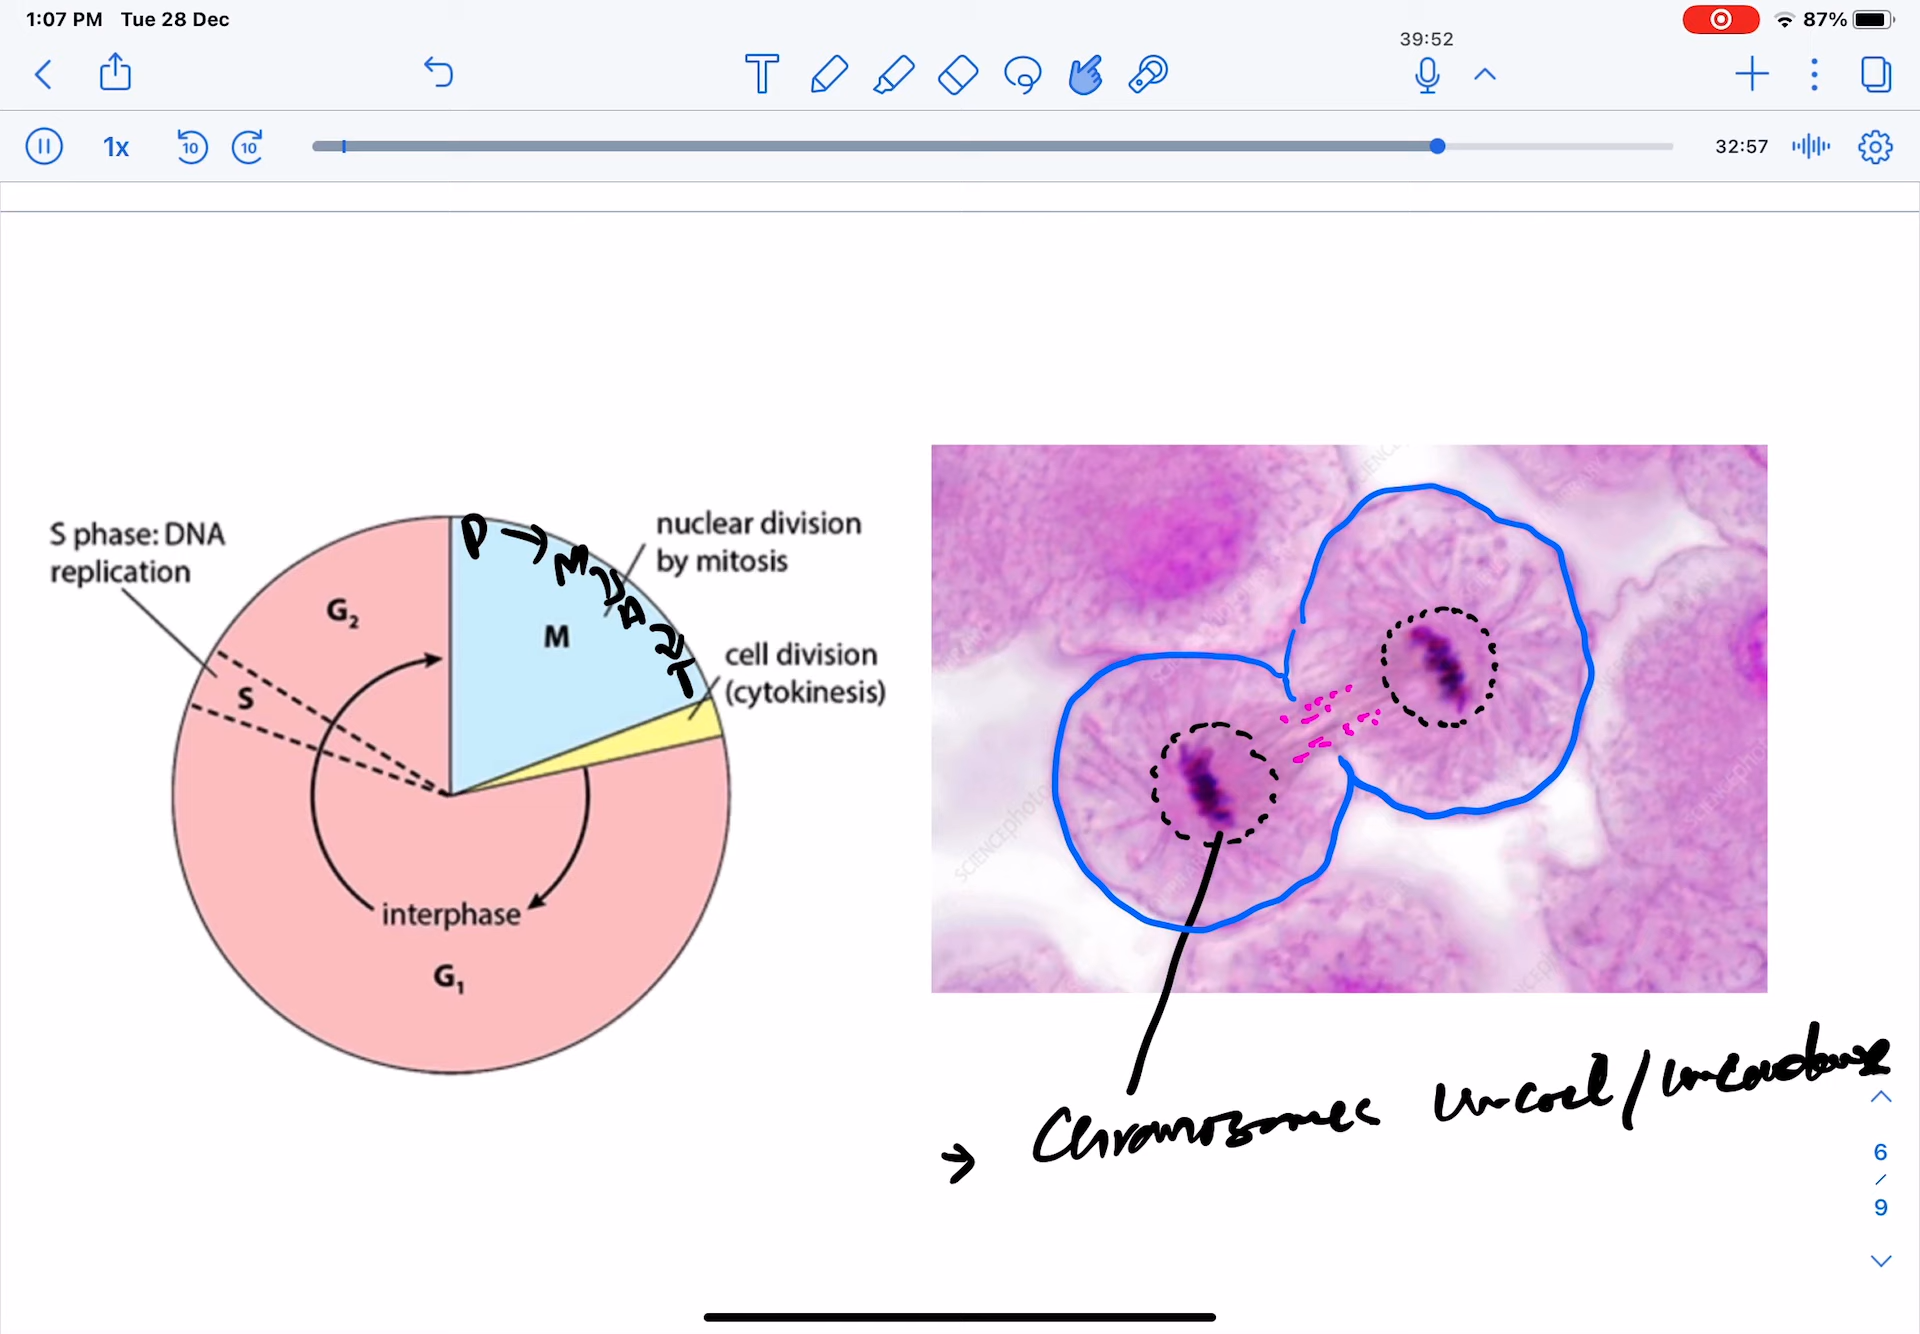 1:07 PM Tue 28 Dec
87%
39:52
1x
10
10
32:57
S phase: DNA
replication
G2
S
M
P → M → A → T
nuclear division
by mitosis
cell division
(cytokinesis)
interphase
G1
SCIENCEphoto
→ Chromosomes uncoil/uncondense
6
/
9